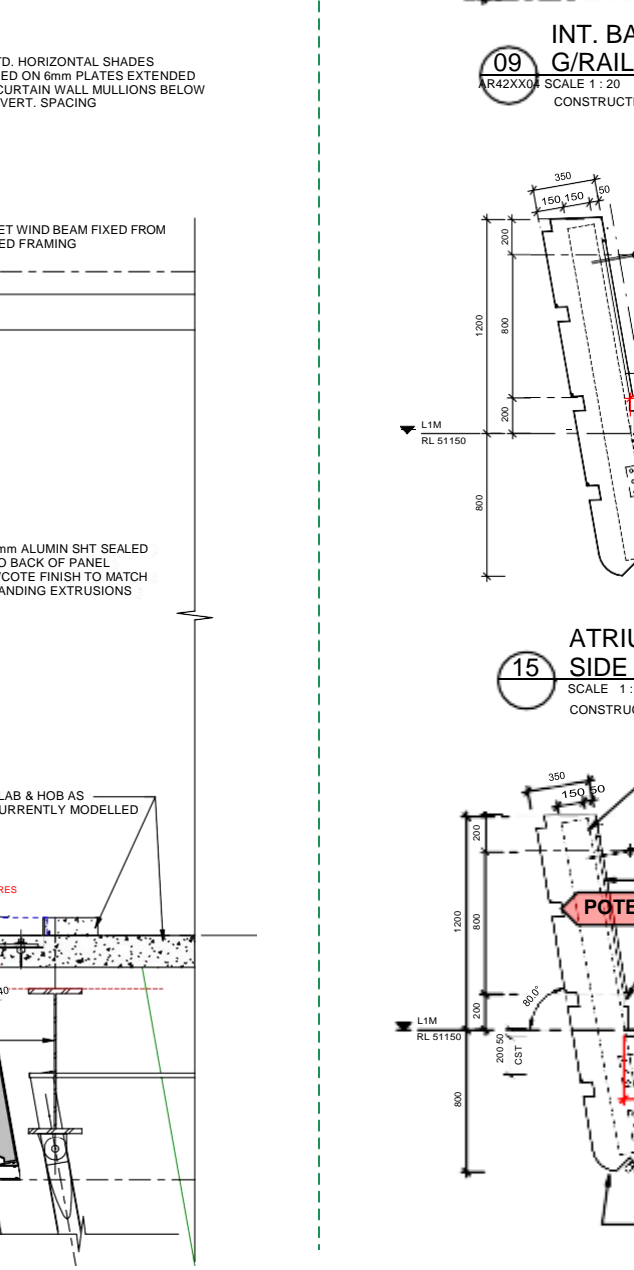 TD. HORIZONTAL SHADES
ED ON 6mm PLATES EXTENDED
CURTAIN WALL MULLIONS BELOW
VERT. SPACING
ET WIND BEAM FIXED FROM
ED FRAMING
mm ALUMIN SHT SEALED
O BACK OF PANEL
COTE FINISH TO MATCH
ANDING EXTRUSIONS
LAB & HOB AS
URRENTLY MODELLED
RES
40
INT. BA
09 G/RAIL
AR42XX04 SCALE 1 : 20
CONSTRUCTI
350
150 150 50
200
1200
800
200
L1M
RL 51150
800
ATRIU
15 SIDE
SCALE 1 :
CONSTRUC
350
150 50
200
1200
800
POTE
80.0°
200
L1M
RL 51150
200 50
CST
800